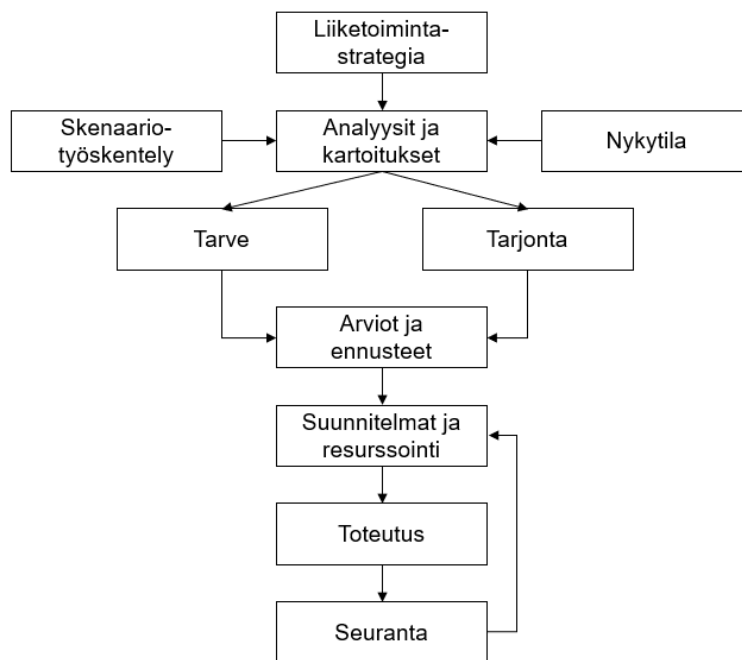 Liiketoiminta-
strategia
Skenaario-
työskentely
Analyysit ja
kartoitukset
Nykytila
Tarve
Tarjonta
Arviot ja
ennusteet
Suunnitelmat ja
resurssointi
Toteutus
Seuranta